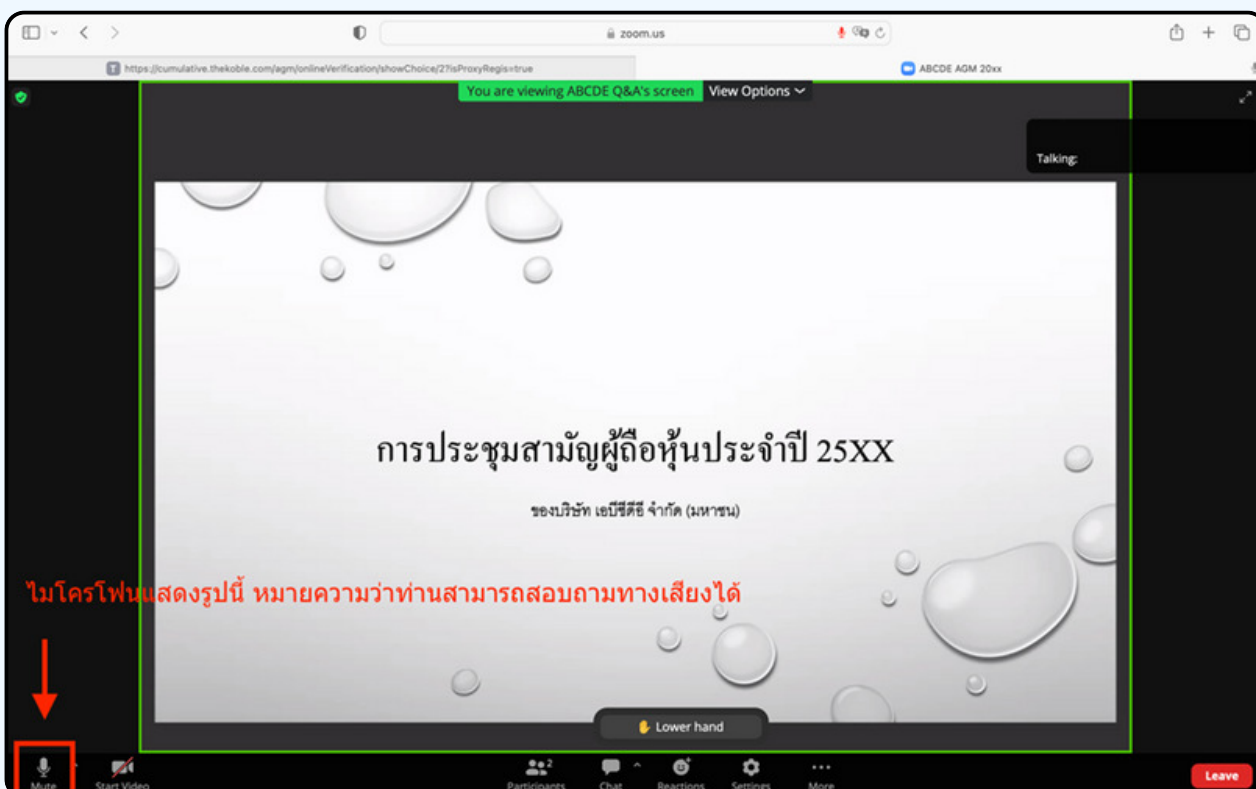 zoom.us
T https://cumulative.thekoble.com/agm/onlineVerification/showChoice/2?isProxyRegis=true
ABCDE AGM 20xx
You are viewing ABCDE Q&A's screen View Options
Talking:
การประชุมสามัญผู้ถือหุ้นประจำปี 25XX
ของบริษัท เอบีซีดีอี จำกัด (มหาชน)
ไมโครโฟนแสดงรูปนี้ หมายความว่าท่านสามารถสอบถามทางเสียงได้
Lower hand
2
Mute Start Video Participants Chat Reactions Settings More Leave